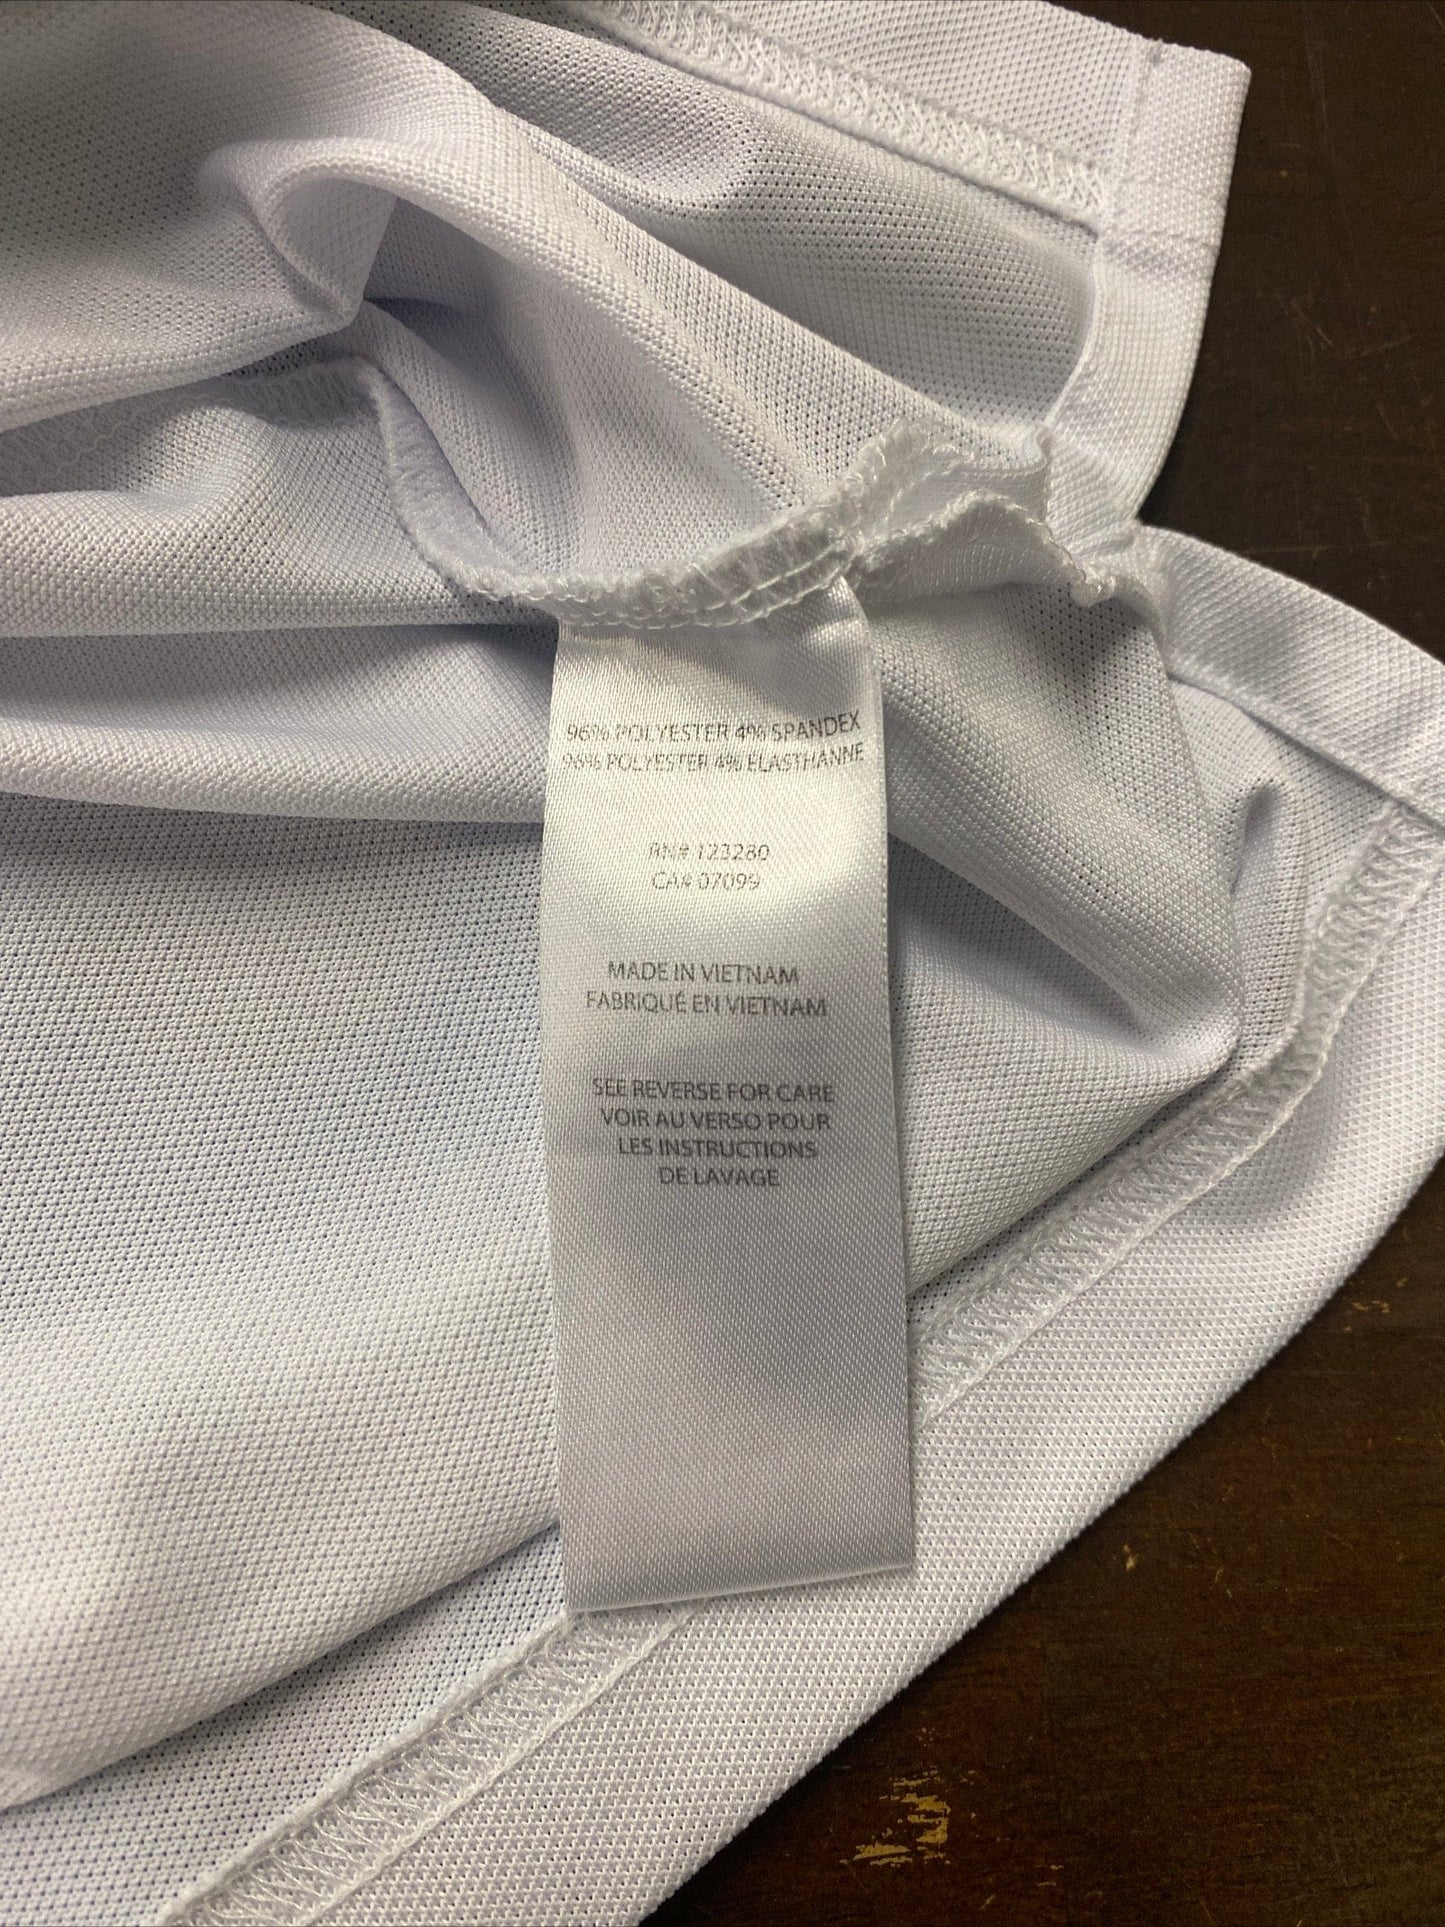 96% POLYESTER 4% SPANDEX
96% POLYESTER 4% ELASTHANNE
RN# 123280
CA# 07099
MADE IN VIETNAM
FABRIQUÉ EN VIETNAM
SEE REVERSE FOR CARE
VOIR AU VERSO POUR
LES INSTRUCTIONS
DE LAVAGE